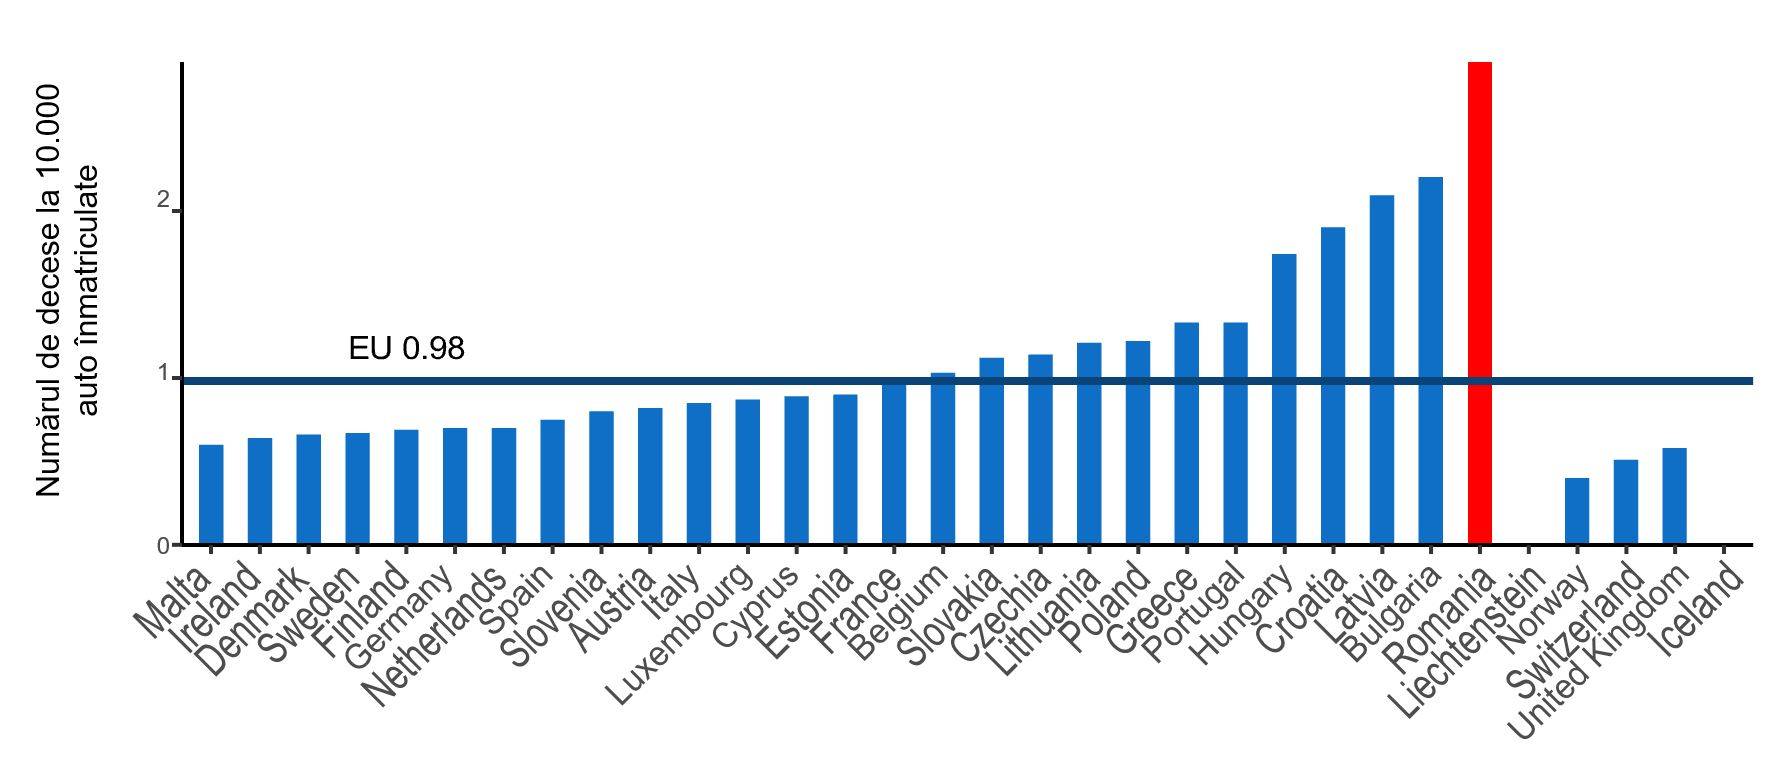 Numărul de decese la 10.000
auto înmatriculate
2
1
0
EU 0.98
Malta
Ireland
Denmark
Sweden
Finland
Germany
Netherlands
Spain
Slovenia
Austria
Italy
Luxembourg
Cyprus
Estonia
France
Belgium
Slovakia
Czechia
Lithuania
Poland
Greece
Portugal
Hungary
Croatia
Latvia
Bulgaria
Romania
Liechtenstein
Norway
Switzerland
United Kingdom
Iceland